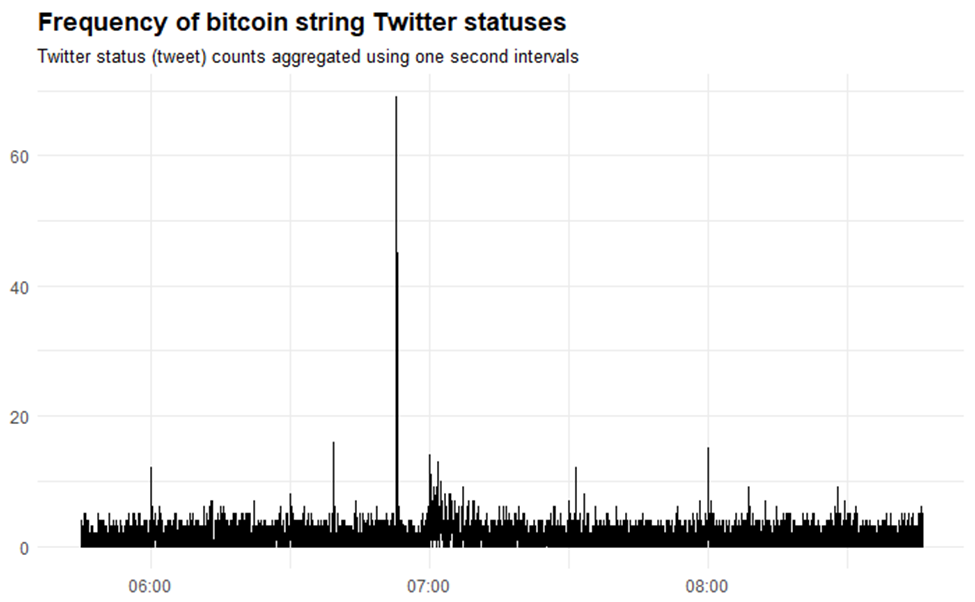 Frequency of bitcoin string Twitter statuses
Twitter status (tweet) counts aggregated using one second intervals
60
40
20
0
06:00 07:00 08:00